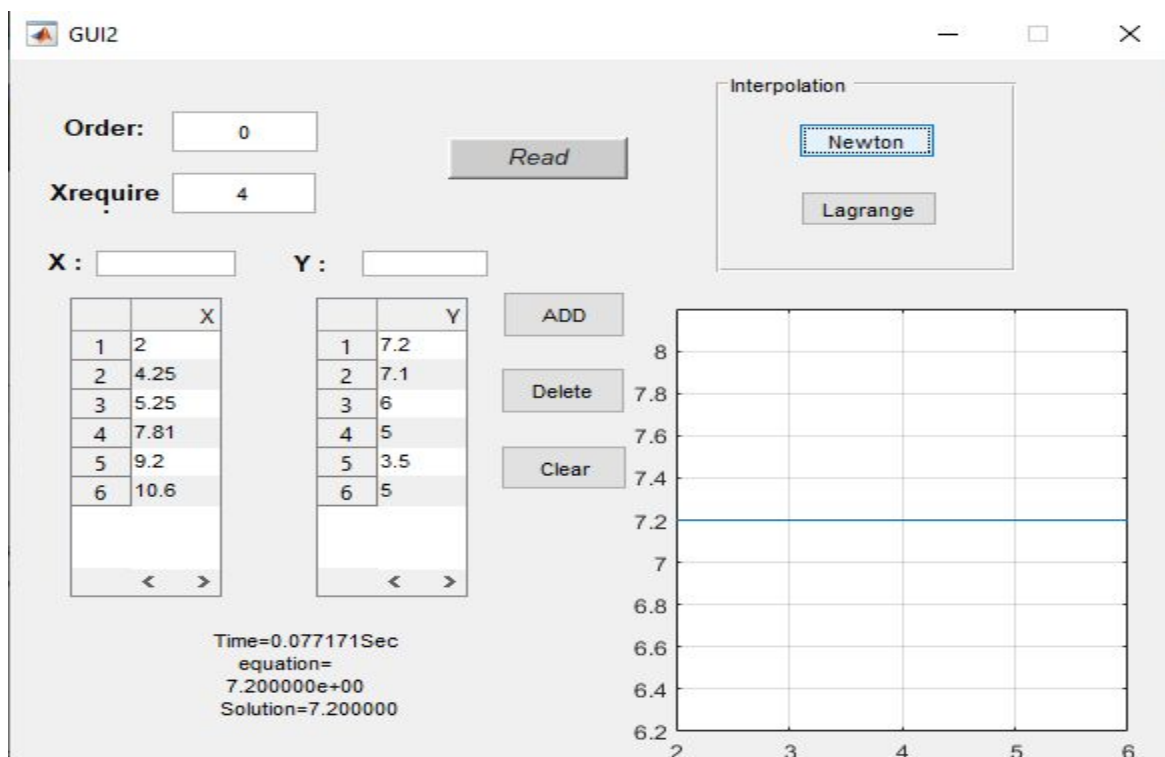 GUI2
Interpolation
Order:
0
Read
Newton
Xrequire
4
Lagrange
X :
Y :
X
1 2
2 4.25
3 5.25
4 7.81
5 9.2
6 10.6
Y
1 7.2
2 7.1
3 6
4 5
5 3.5
6 5
ADD
Delete
Clear
8
7.8
7.6
7.4
7.2
7
6.8
6.6
6.4
6.2
2 3 4 5 6
Time=0.077171Sec
equation=
7.200000e+00
Solution=7.200000